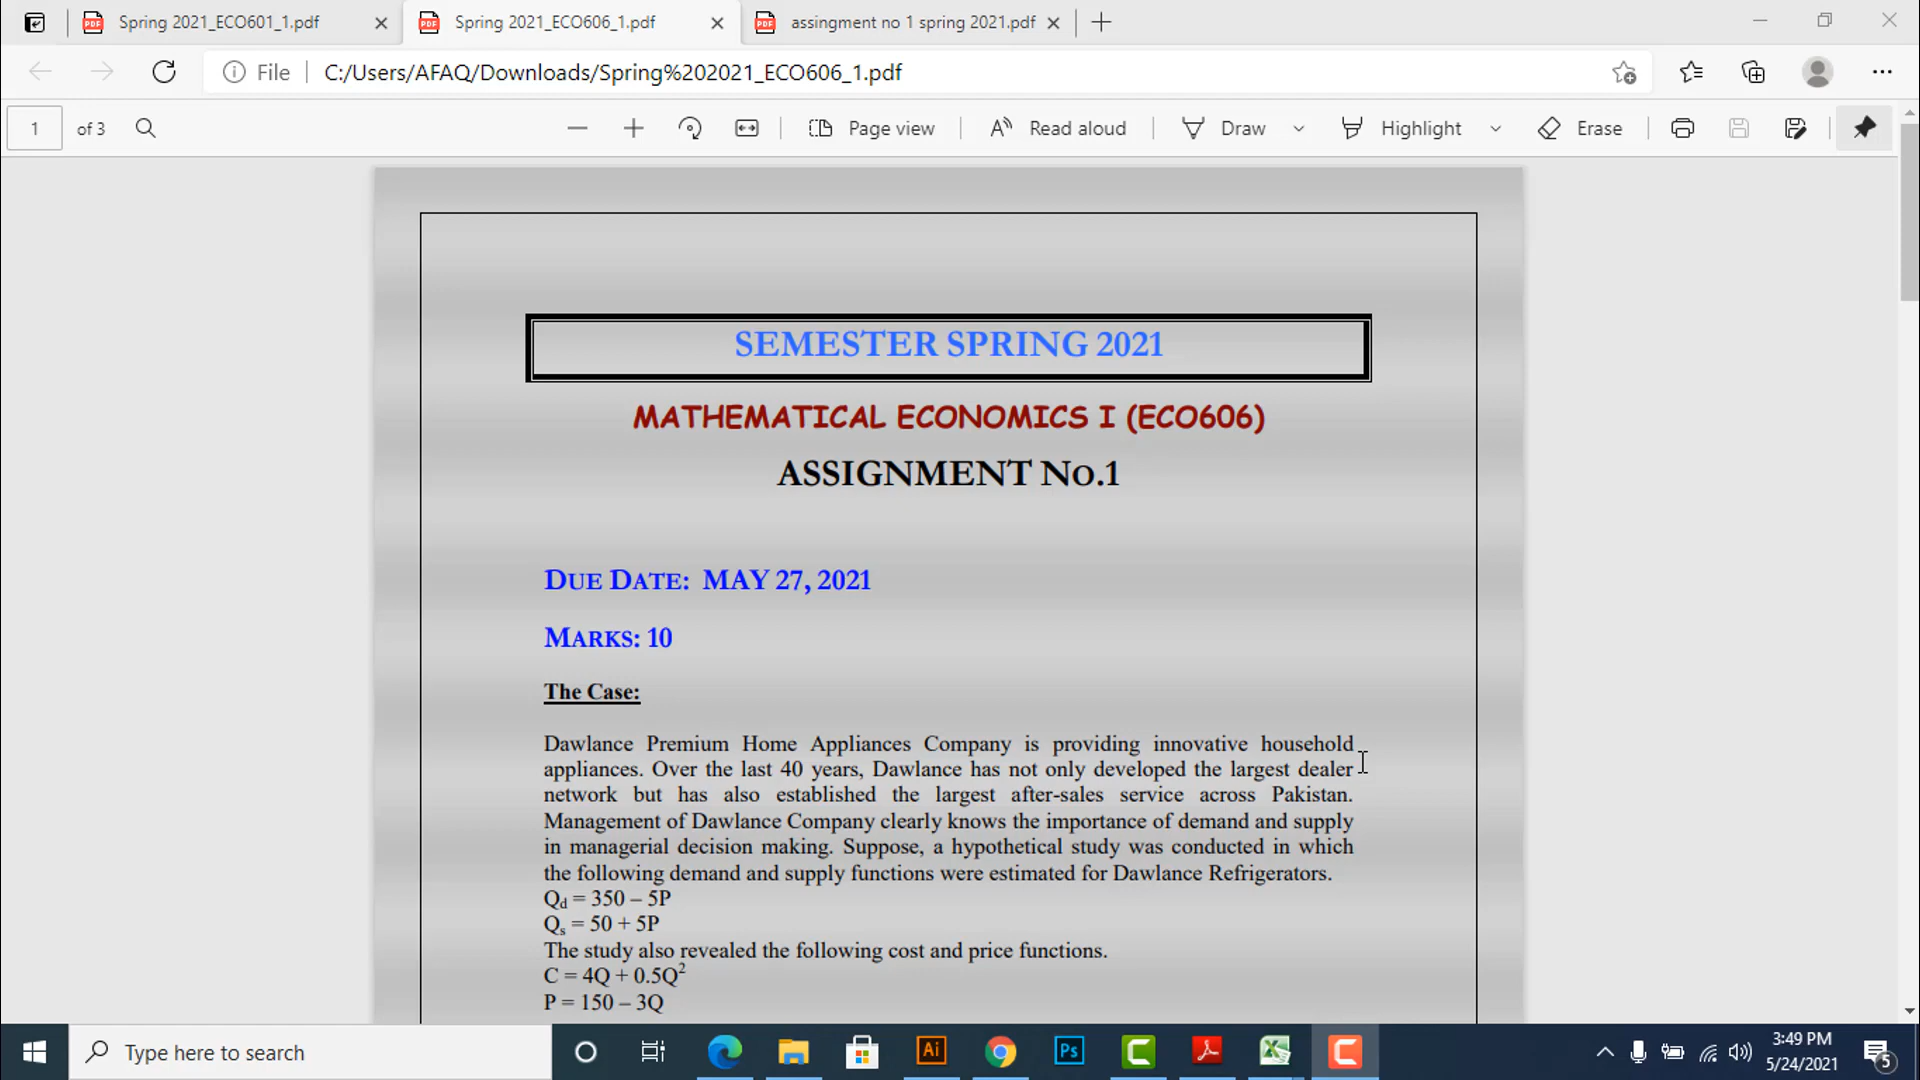 Spring 2021_ECO601_1.pdf
Spring 2021_ECO606_1.pdf
assingment no 1 spring 2021.pdf
File
C:/Users/AFAQ/Downloads/Spring%202021_ECO606_1.pdf
1 of 3
Page view
Read aloud
Draw
Highlight
Erase
SEMESTER SPRING 2021
MATHEMATICAL ECONOMICS I (ECO606)
ASSIGNMENT NO.1
DUE DATE: MAY 27, 2021
MARKS: 10
The Case:
Dawlance Premium Home Appliances Company is providing innovative household
appliances. Over the last 40 years, Dawlance has not only developed the largest dealer
network but has also established the largest after-sales service across Pakistan.
Management of Dawlance Company clearly knows the importance of demand and supply
in managerial decision making. Suppose, a hypothetical study was conducted in which
the following demand and supply functions were estimated for Dawlance Refrigerators.
Qd = 350 – 5P
Qs = 50 + 5P
The study also revealed the following cost and price functions.
C = 4Q + 0.5Q²
P = 150 – 3Q
Type here to search
Ai
Ps
3:49 PM
5/24/2021
5